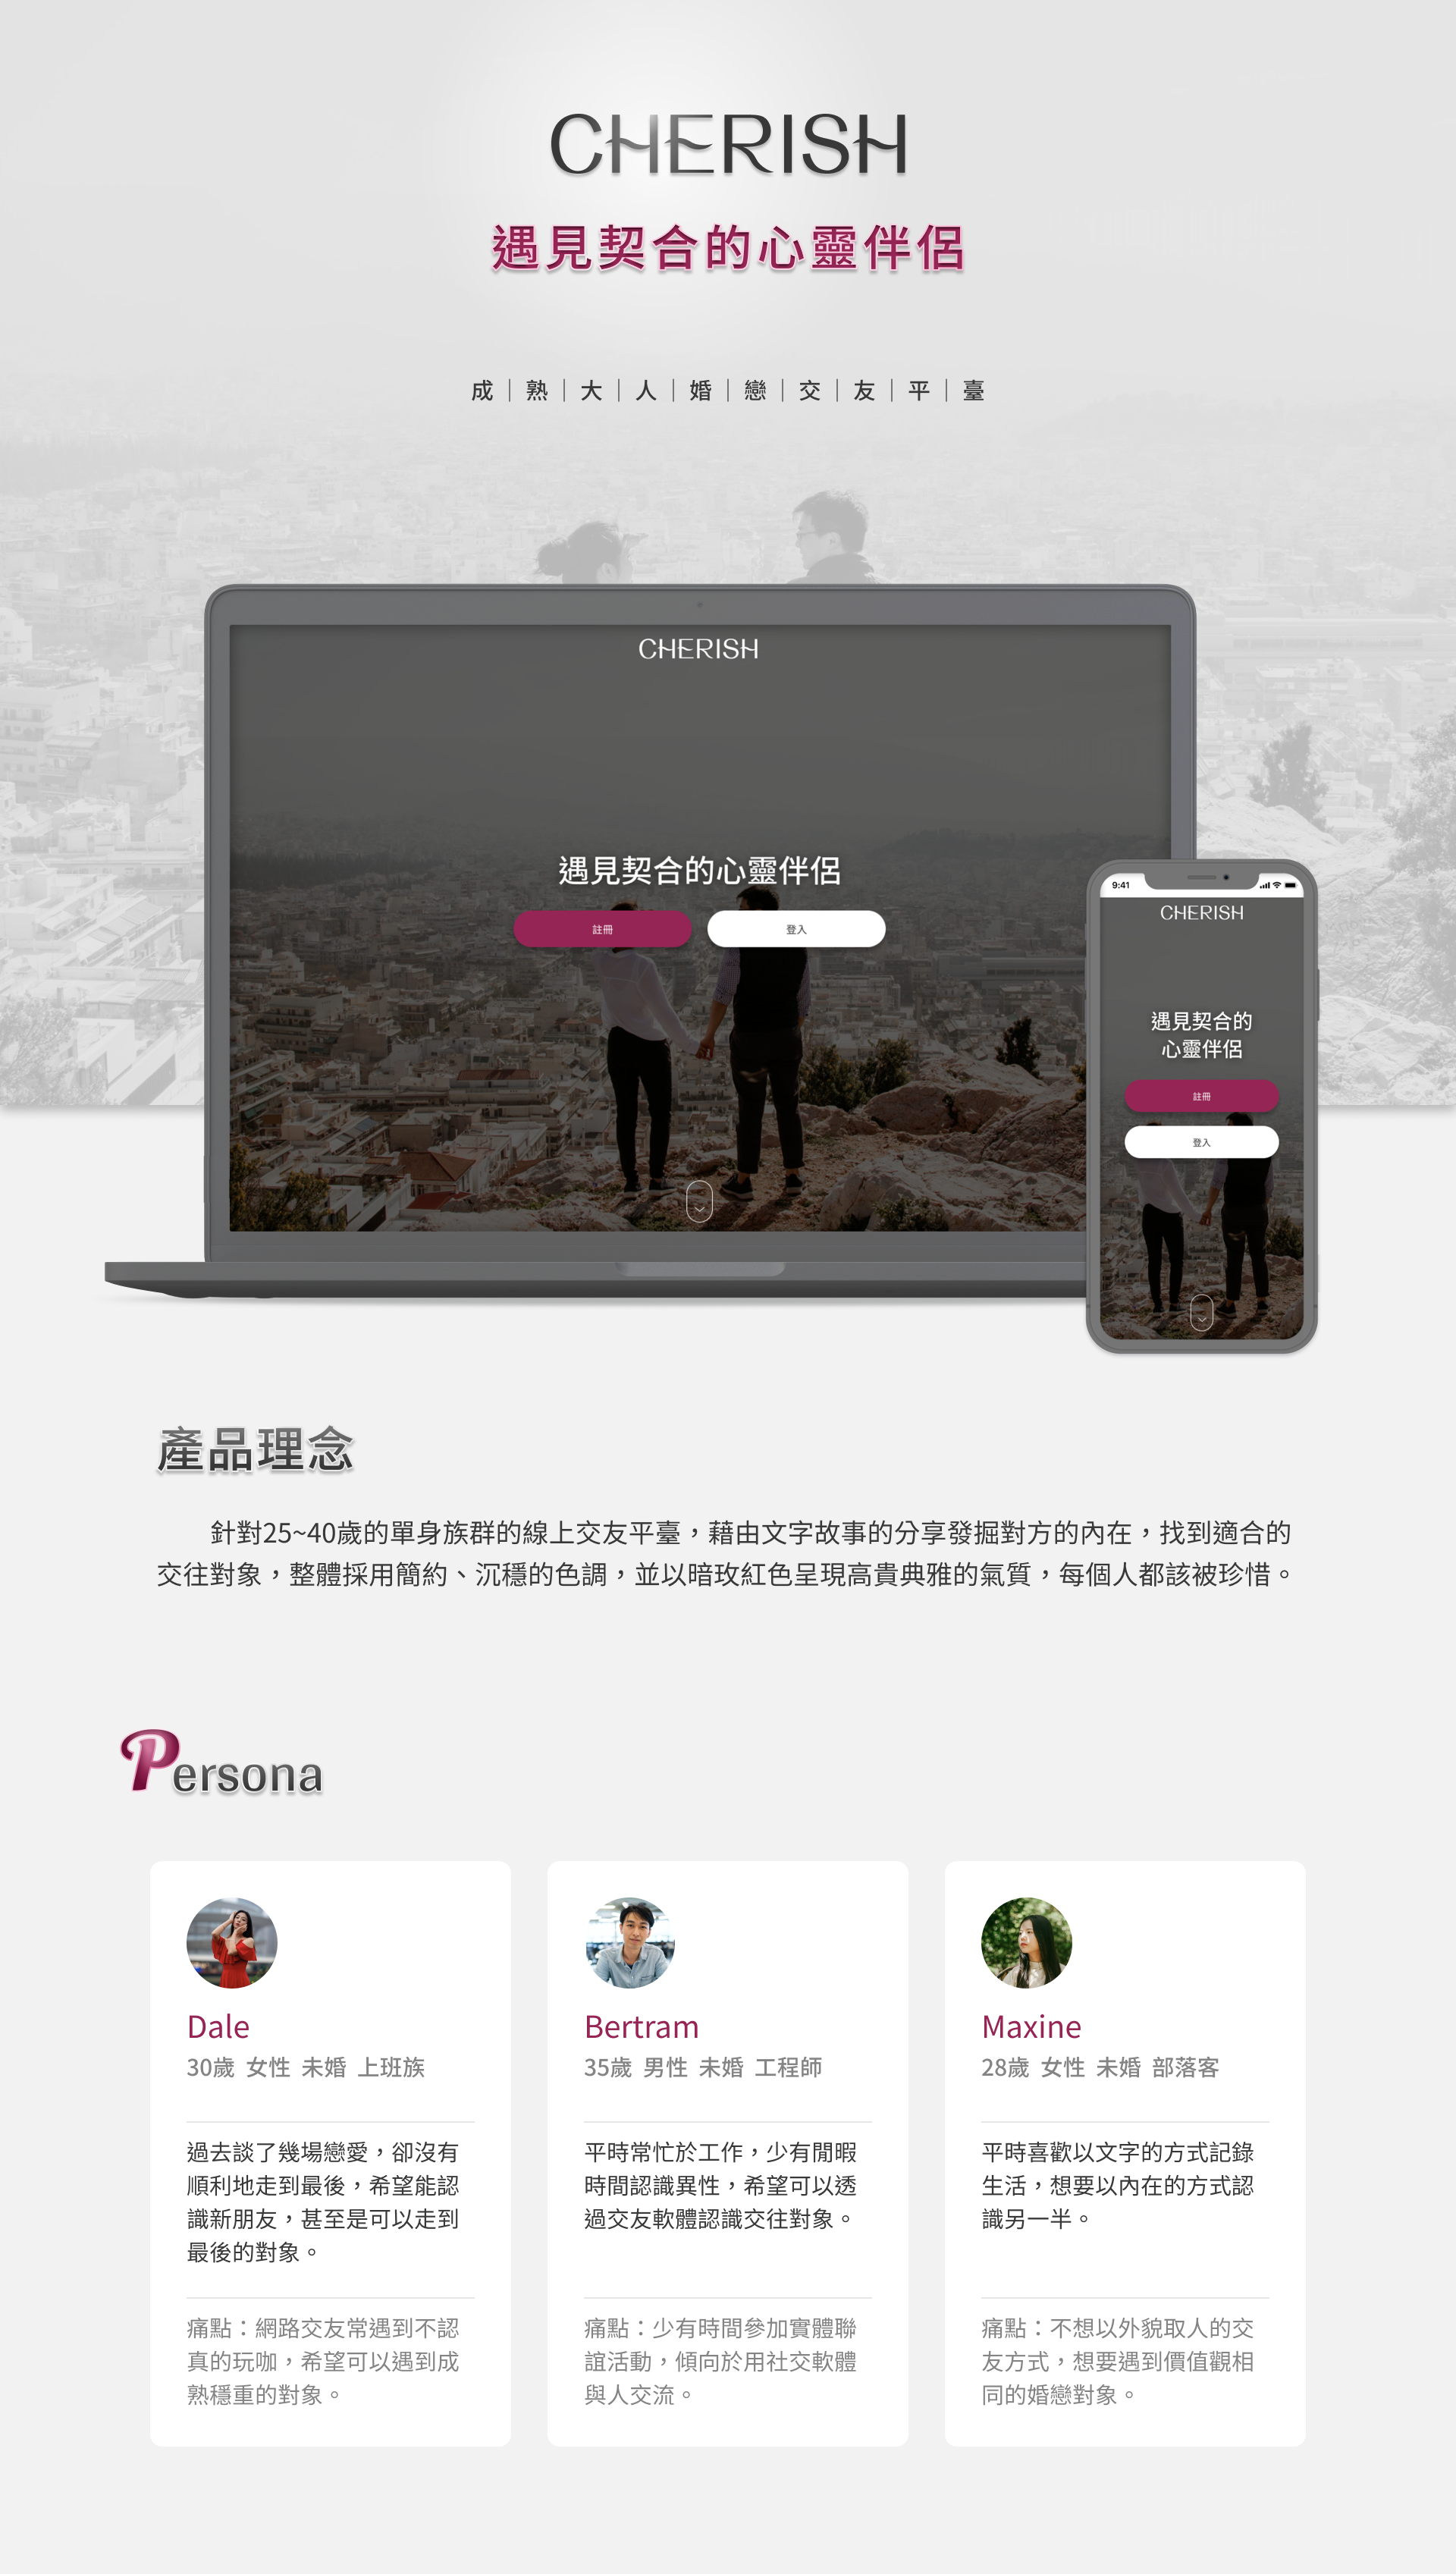 CHERISH
遇見契合的心靈伴侶
成｜熟｜大｜人｜婚｜戀｜交｜友｜平｜臺
CHERISH
遇見契合的心靈伴侶
註冊
登入
9:41
CHERISH
遇見契合的
心靈伴侶
註冊
登入
產品理念
針對25~40歲的單身族群的線上交友平臺，藉由文字故事的分享發掘對方的內在，找到適合的
交往對象，整體採用簡約、沉穩的色調，並以暗玫紅色呈現高貴典雅的氣質，每個人都該被珍惜。
Persona
Dale
30歲 女性 未婚 上班族
過去談了幾場戀愛，卻沒有
順利地走到最後，希望能認
識新朋友，甚至是可以走到
最後的對象。
痛點：網路交友常遇到不認
真的玩咖，希望可以遇到成
熟穩重的對象。
Bertram
35歲 男性 未婚 工程師
平時常忙於工作，少有閒暇
時間認識異性，希望可以透
過交友軟體認識交往對象。
痛點：少有時間參加實體聯
誼活動，傾向於用社交軟體
與人交流。
Maxine
28歲 女性 未婚 部落客
平時喜歡以文字的方式記錄
生活，想要以內在的方式認
識另一半。
痛點：不想以外貌取人的交
友方式，想要遇到價值觀相
同的婚戀對象。